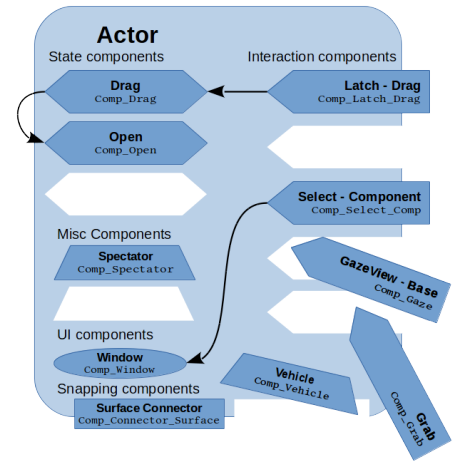 Actor
State components
Interaction components
Drag
Comp_Drag
Latch - Drag
Comp_Latch_Drag
Open
Comp_Open
Select - Component
Comp_Select_Comp
Misc Components
Spectator
Comp_Spectator
GazeView - Base
Comp_Gaze
UI components
Window
Comp_Window
Vehicle
Comp_Vehicle
Grab
Comp_Grab
Snapping components
Surface Connector
Comp_Connector_Surface